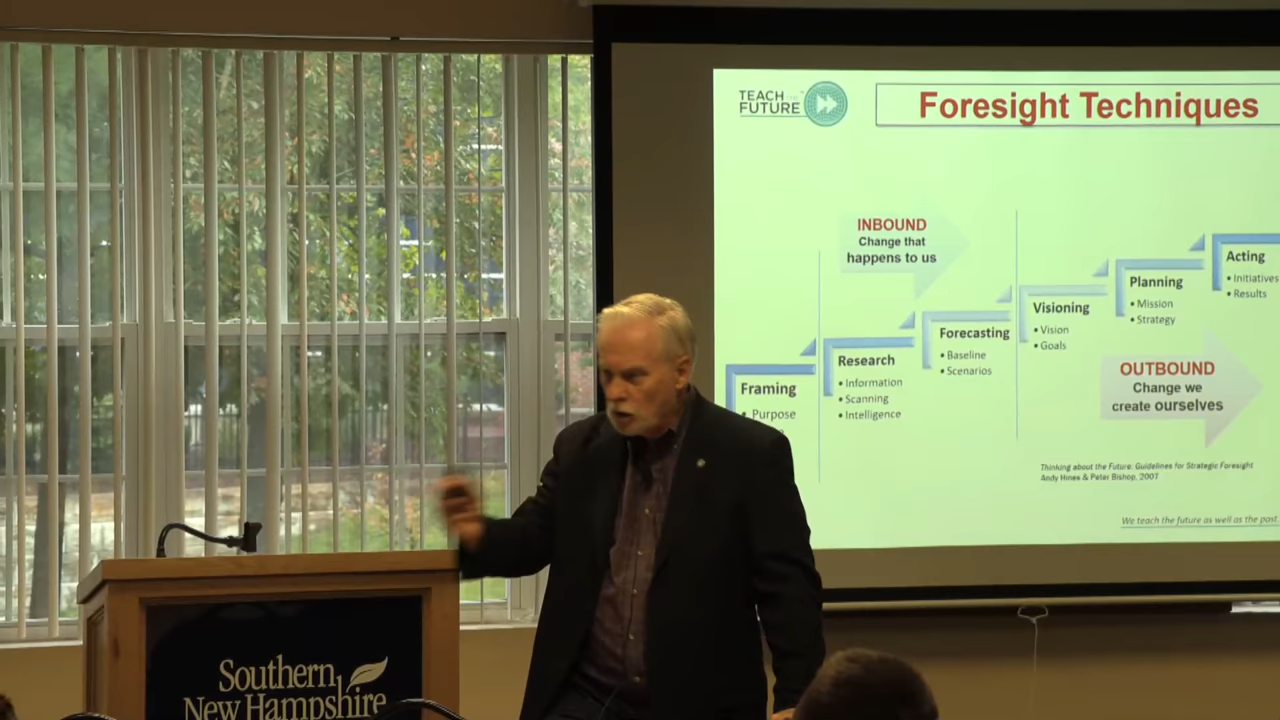 TEACH THE
FUTURE
Foresight Techniques
INBOUND
Change that
happens to us
Framing
• Purpose
Research
• Information
• Scanning
• Intelligence
Forecasting
• Baseline
• Scenarios
Visioning
• Vision
• Goals
Planning
• Mission
• Strategy
Acting
• Initiatives
• Results
OUTBOUND
Change we
create ourselves
Thinking about the Future: Guidelines for Strategic Foresight
Andy Hines & Peter Bishop, 2007
We teach the future as well as the past.
Southern
New Hampshire